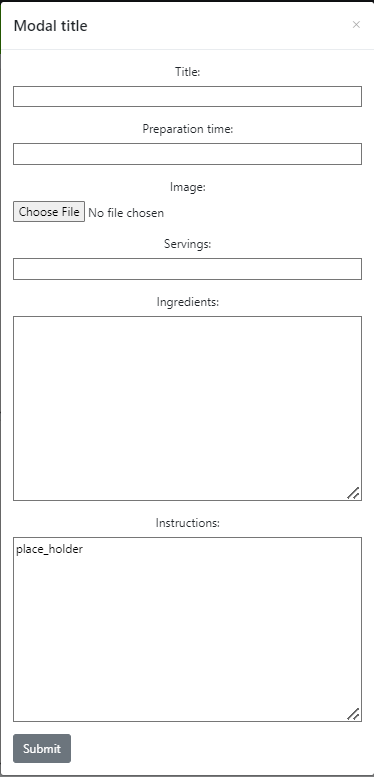 Modal title ×
Title:
Preparation time:
Image:
Choose File No file chosen
Servings:
Ingredients:
Instructions:
place_holder
Submit